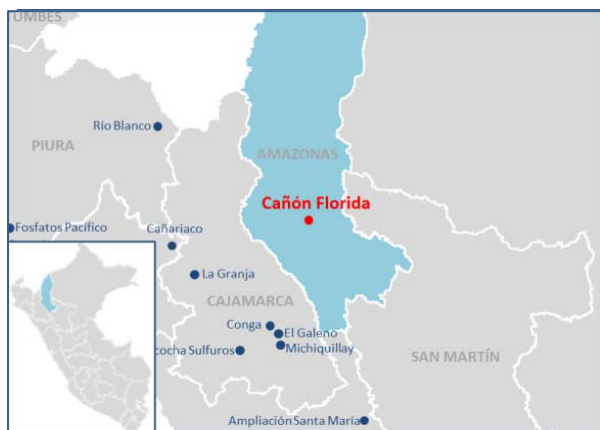 UMBES
Río Blanco
PIURA
AMAZONAS
Cañón Florida
Fosfatos Pacífico
Cañariaco
La Granja
CAJAMARCA
Conga
El Galeno
cocha Sulfuros
Michiquillay
SAN MARTÍN
Ampliación Santa María